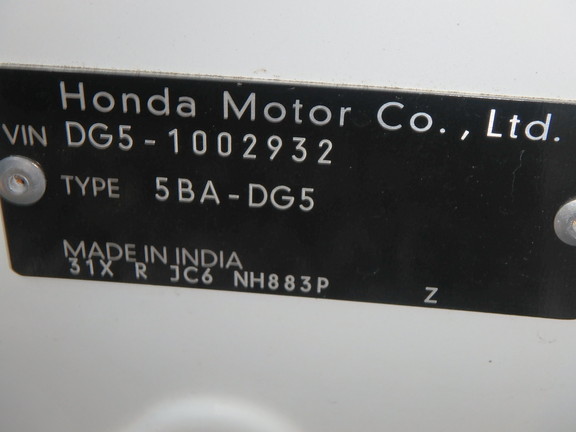 Honda Motor Co., Ltd.
VIN DG5-1002932
TYPE 5BA-DG5
MADE IN INDIA
31X R JC6 NH883P Z